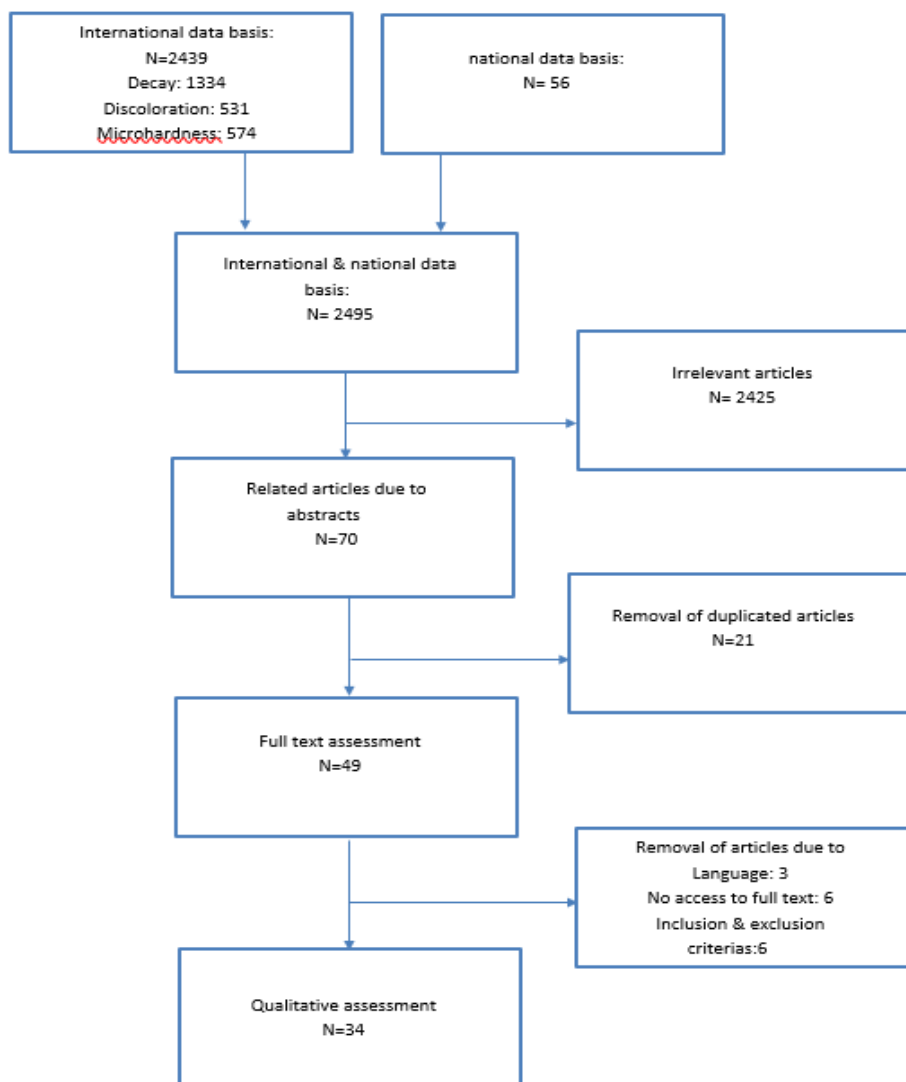 International data basis:
N=2439
Decay: 1334
Discoloration: 531
Microhardness: 574
national data basis:
N= 56
International & national data
basis:
N= 2495
Irrelevant articles
N= 2425
Related articles due to
abstracts
N=70
Removal of duplicated articles
N=21
Full text assessment
N=49
Removal of articles due to
Language: 3
No access to full text: 6
Inclusion & exclusion
criterias:6
Qualitative assessment
N=34